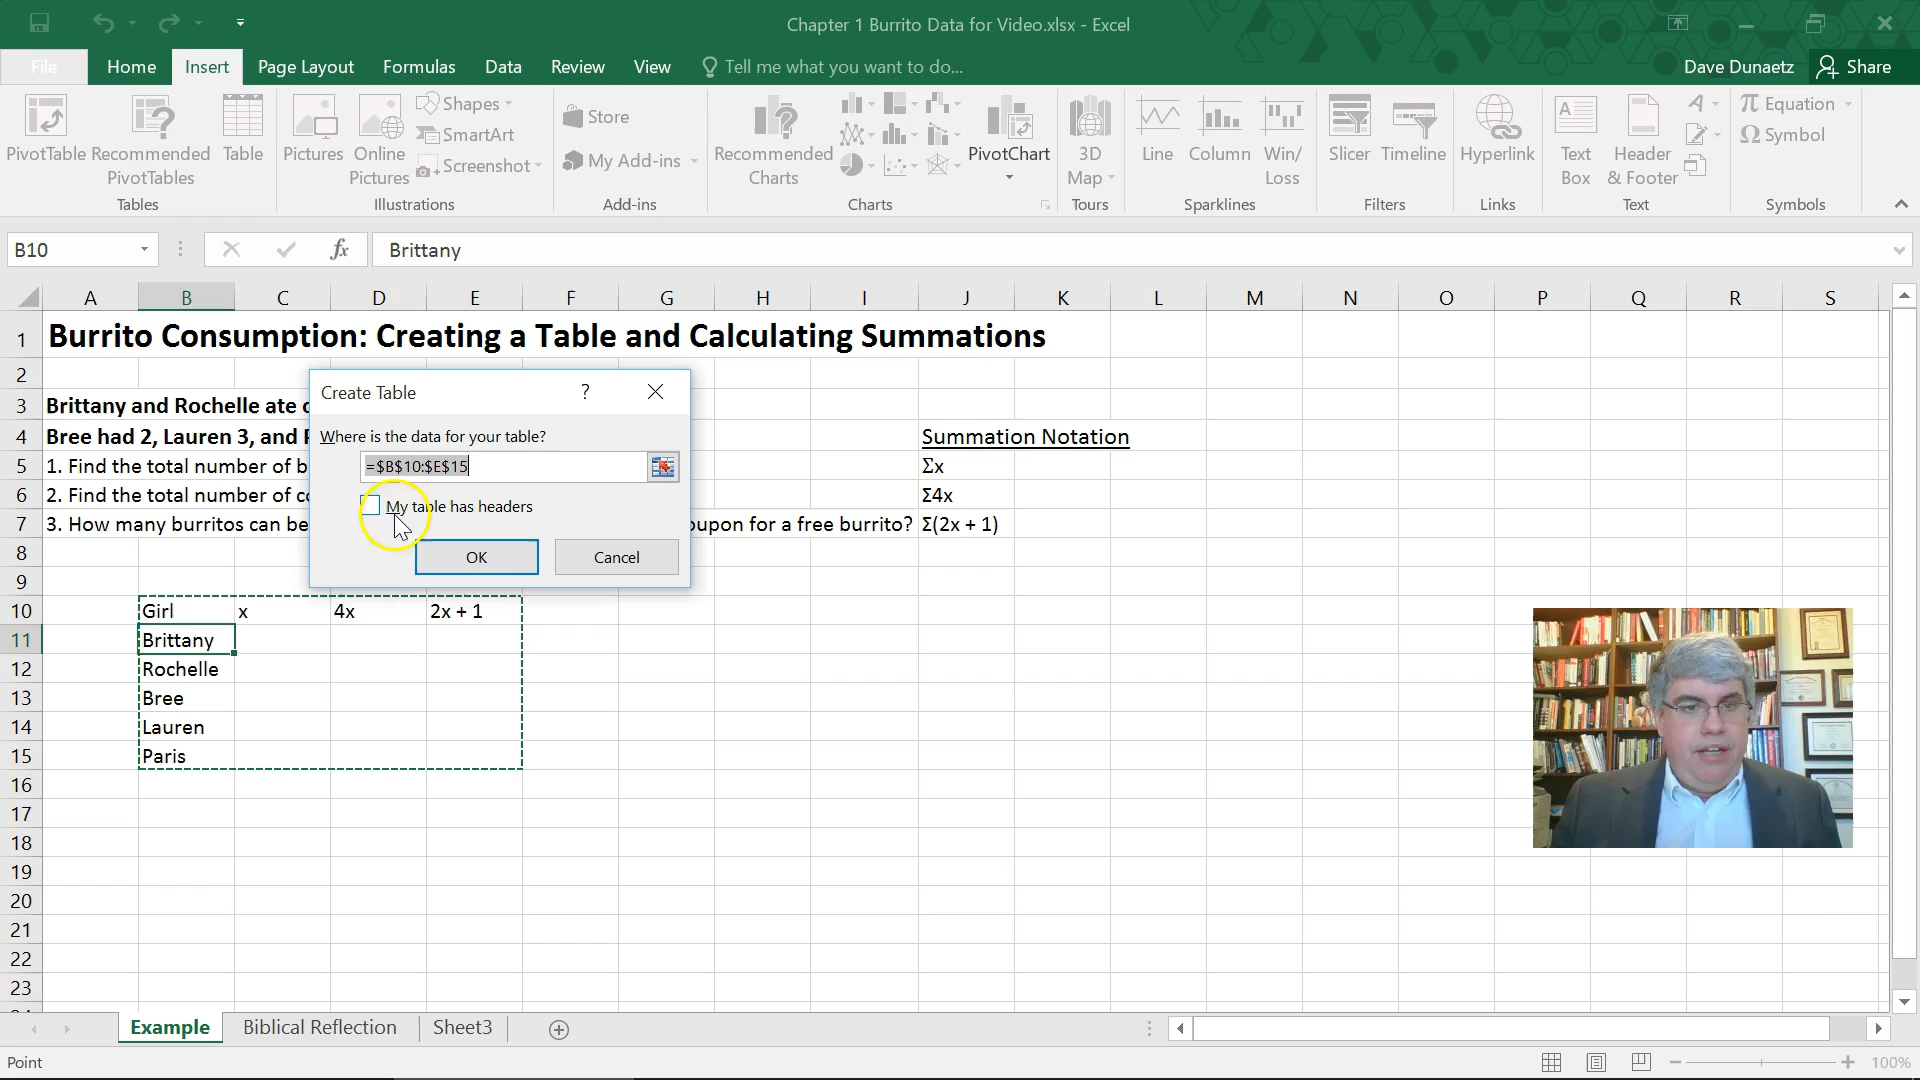 Chapter 1 Burrito Data for Video.xlsx - Excel
File Home Insert Page Layout Formulas Data Review View Tell me what you want to do... Dave Dunaetz Share
PivotTable
Recommended
PivotTables
Table
Tables
Pictures
Online
Pictures
Shapes
SmartArt
Screenshot
Illustrations
Store
My Add-ins
Add-ins
Recommended
Charts
PivotChart
Charts
3D
Map
Tours
Line
Column
Win/
Loss
Sparklines
Slicer
Timeline
Filters
Hyperlink
Links
Text
Box
Header
& Footer
Text
Equation
Symbol
Symbols
B10 fx Brittany
A B C D E F G H I J K L M N O P Q R S
1 Burrito Consumption: Creating a Table and Calculating Summations
2
3 Brittany and Rochelle ate
4 Bree had 2, Lauren 3, and Summation Notation
5 1. Find the total number of b Σx
6 2. Find the total number of co Σ4x
7 3. How many burritos can be upon for a free burrito? Σ(2x + 1)
8
9
Create Table ?
Where is the data for your table?
=$B$10:$E$15
My table has headers
OK Cancel
10 Girl x 4x 2x + 1
11 Brittany
12 Rochelle
13 Bree
14 Lauren
15 Paris
16
17
18
19
20
21
22
23
Example Biblical Reflection Sheet3
Point 100%